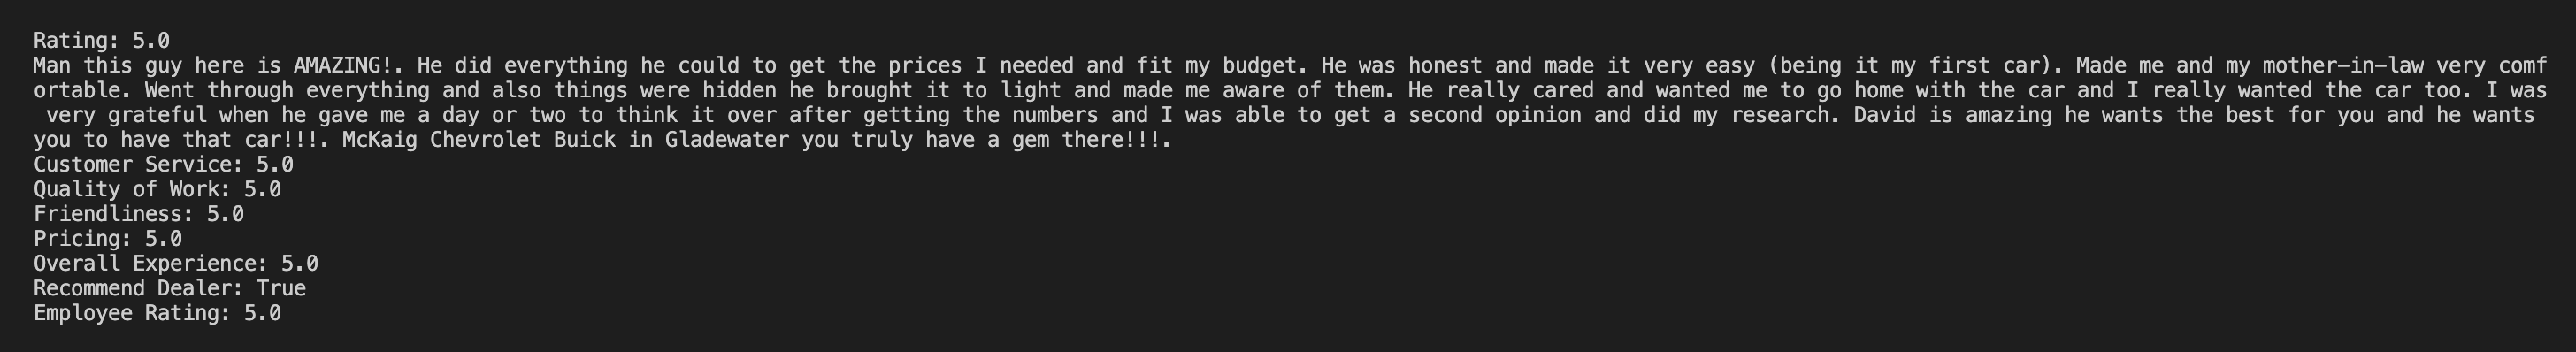 Rating: 5.0
Man this guy here is AMAZING!. He did everything he could to get the prices I needed and fit my budget. He was honest and made it very easy (being it my first car). Made me and my mother-in-law very comf
ortable. Went through everything and also things were hidden he brought it to light and made me aware of them. He really cared and wanted me to go home with the car and I really wanted the car too. I was
 very grateful when he gave me a day or two to think it over after getting the numbers and I was able to get a second opinion and did my research. David is amazing he wants the best for you and he wants
you to have that car!!!. McKaig Chevrolet Buick in Gladewater you truly have a gem there!!!.
Customer Service: 5.0
Quality of Work: 5.0
Friendliness: 5.0
Pricing: 5.0
Overall Experience: 5.0
Recommend Dealer: True
Employee Rating: 5.0